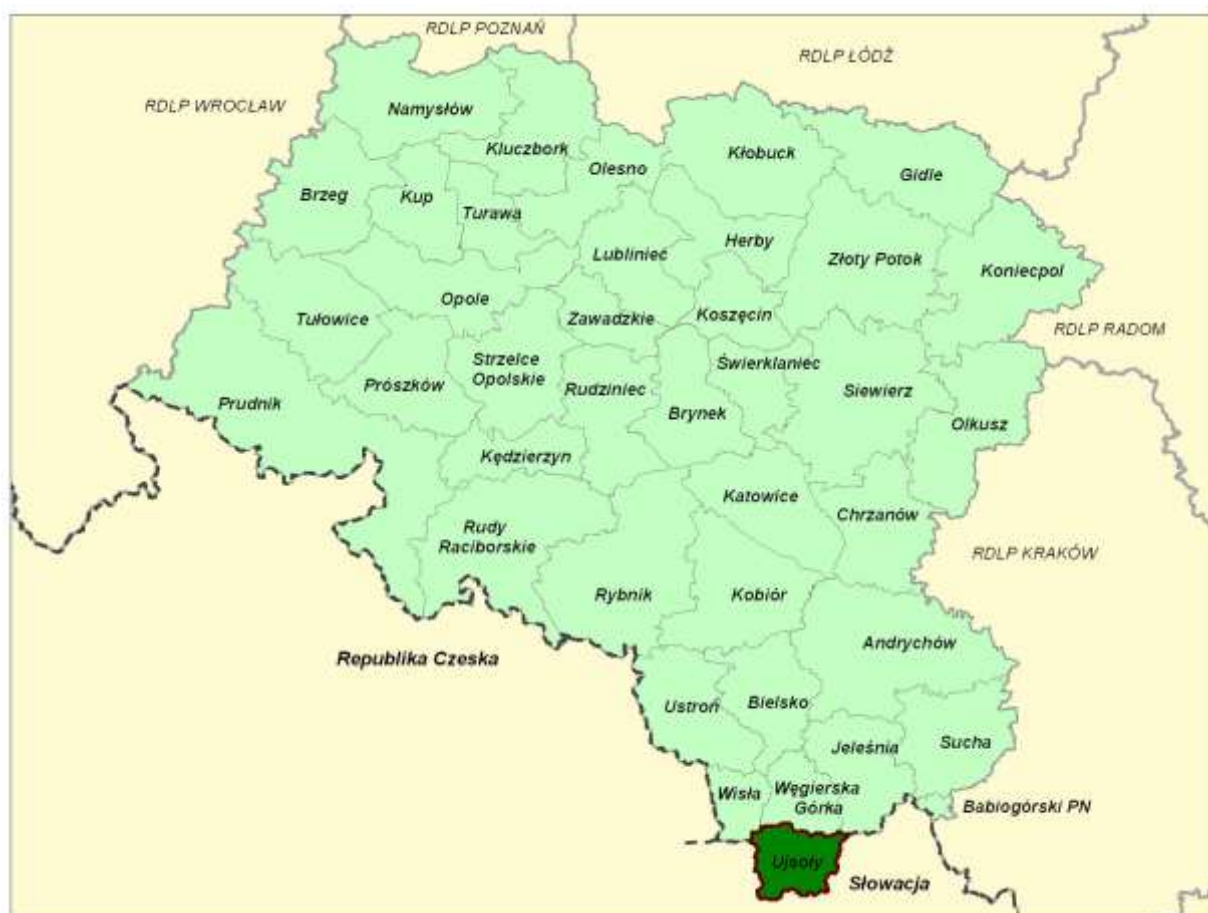 RDLP POZNAŃ
RDLP ŁÓDŹ
RDLP WROCŁAW
Namysłów
Kluczbork
Olesno
Kłobuck
Gidle
Brzeg
Kup
Turawa
Lubliniec
Herby
Złoty Potok
Koniecpol
Opole
Tułowice
Zawadzkie
Koszęcin
RDLP RADOM
Strzelce
Opolskie
Świerklaniec
Prószków
Rudziniec
Siewierz
Prudnik
Brynek
Olkusz
Kędzierzyn
Katowice
Chrzanów
Rudy
Raciborskie
RDLP KRAKÓW
Rybnik
Kobiór
Andrychów
Republika Czeska
Ustroń
Bielsko
Jeleśnia
Sucha
Wisła
Węgierska
Górka
Babiogórski PN
Ujsoły
Słowacja